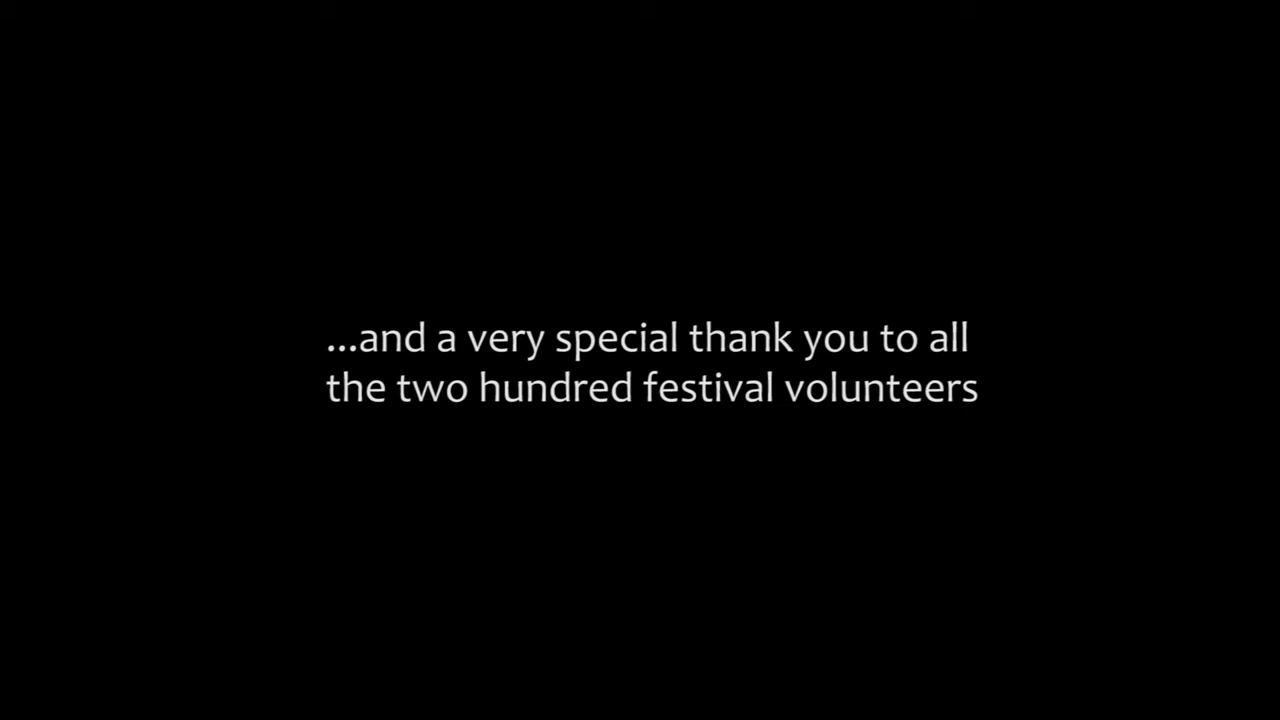 ...and a very special thank you to all
the two hundred festival volunteers